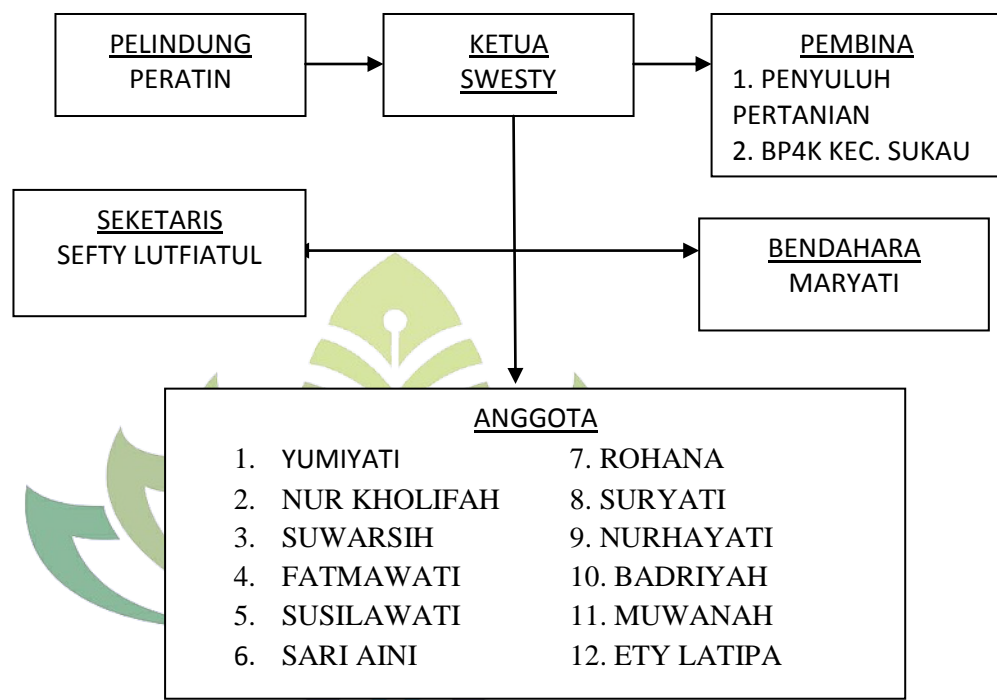 PELINDUNG
PERATIN
KETUA
SWESTY
PEMBINA
1. PENYULUH
PERTANIAN
2. BP4K KEC. SUKAU
SEKETARIS
SEFTY LUTFIATUL
BENDAHARA
MARYATI
ANGGOTA
1. YUMIYATI
2. NUR KHOLIFAH
3. SUWARSIH
4. FATMAWATI
5. SUSILAWATI
6. SARI AINI
7. ROHANA
8. SURYATI
9. NURHAYATI
10. BADRIYAH
11. MUWANAH
12. ETY LATIPA